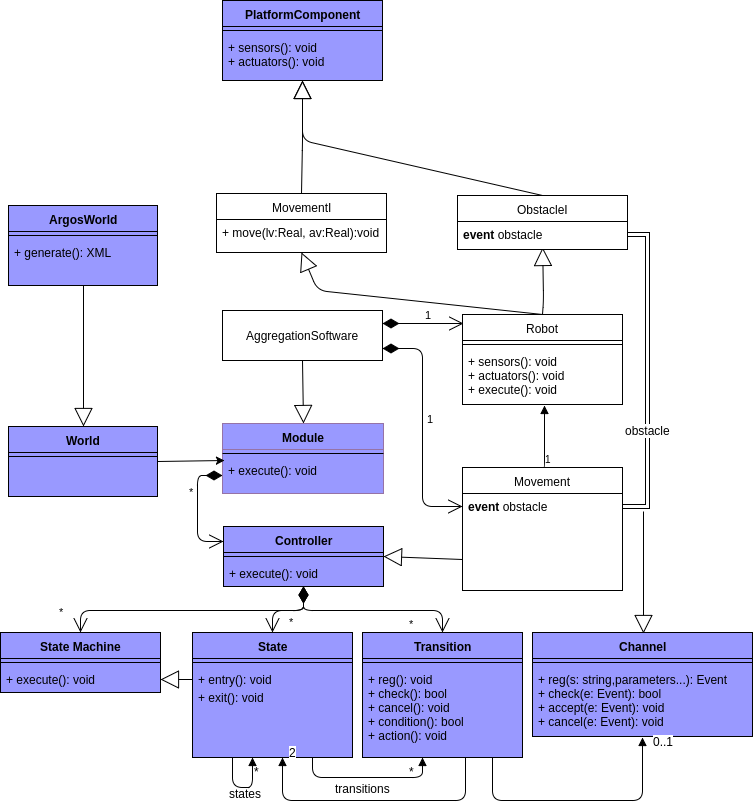 PlatformComponent
+ sensors(): void
+ actuators(): void
MovementI
+ move(lv:Real, av:Real):void
ObstacleI
event obstacle
ArgosWorld
+ generate(): XML
AggregationSoftware
1
Robot
+ sensors(): void
+ actuators(): void
+ execute(): void
1
obstacle
World
Module
+ execute(): void
*
1
Movement
event obstacle
Controller
+ execute(): void
*
*
*
State Machine
+ execute(): void
State
+ entry(): void
+ exit(): void
Transition
+ reg(): void
+ check(): bool
+ cancel(): void
+ condition(): bool
+ action(): void
Channel
+ reg(s: string,parameters...): Event
+ check(e: Event): bool
+ accept(e: Event): void
+ cancel(e: Event): void
0..1
2
*
*
states
transitions